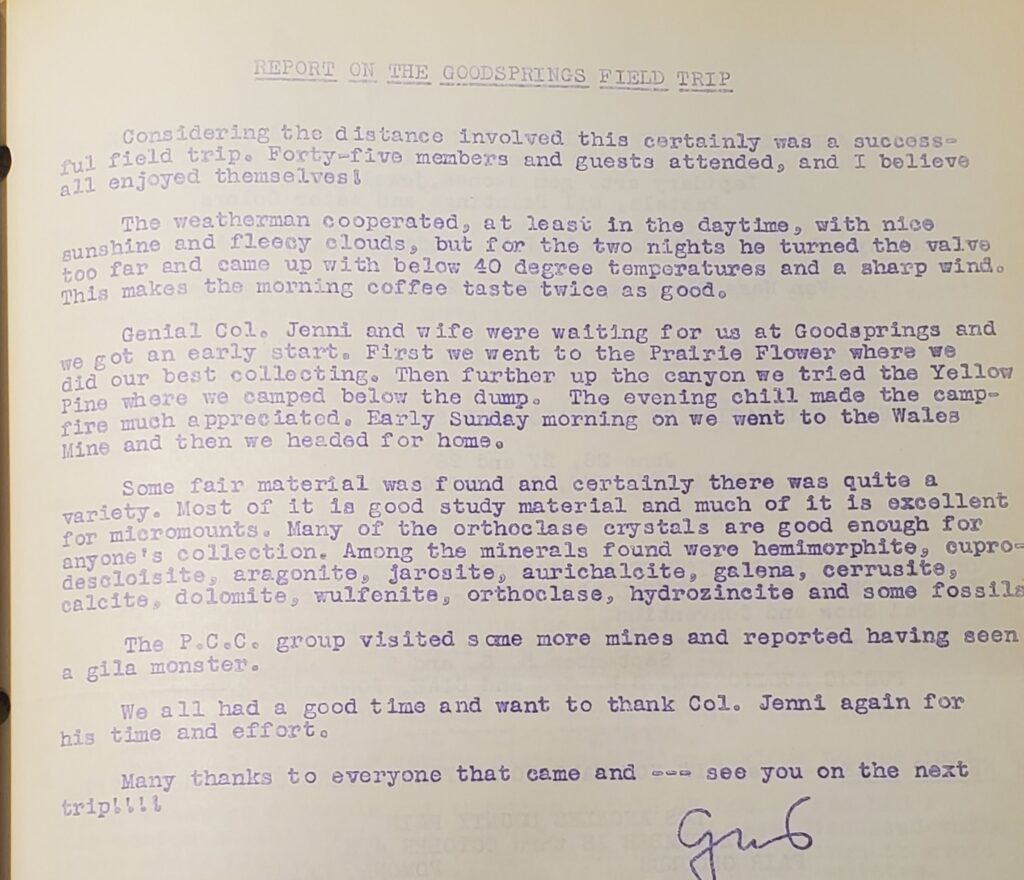 REPORT ON THE GOODSPRINGS FIELD TRIP
Considering the distance involved this certainly was a success-
ful field trip. Forty-five members and guests attended, and I believe
all enjoyed themselves!
The weatherman cooperated, at least in the daytime, with nice
sunshine and fleecy clouds, but for the two nights he turned the valve
too far and came up with below 40 degree temperatures and a sharp wind.
This makes the morning coffee taste twice as good.
Genial Col. Jenni and wife were waiting for us at Goodsprings and
we got an early start. First we went to the Prairie Flower where we
did our best collecting. Then further up the canyon we tried the Yellow
Pine where we camped below the dump. The evening chill made the camp-
fire much appreciated. Early Sunday morning on we went to the Wales
Mine and then we headed for home.
Some fair material was found and certainly there was quite a
variety. Most of it is good study material and much of it is excellent
for micromounts. Many of the orthoclase crystals are good enough for
anyone's collection. Among the minerals found were hemimorphite, cupro-
descloisite, aragonite, jarosite, aurichalcite, galena, cerrusite,
calcite, dolomite, wulfenite, orthoclase, hydrozincite and some fossils
The P.C.C. group visited some more mines and reported having seen
a gila monster.
We all had a good time and want to thank Col. Jenni again for
his time and effort.
Many thanks to everyone that came and --- see you on the next
trip!!!!